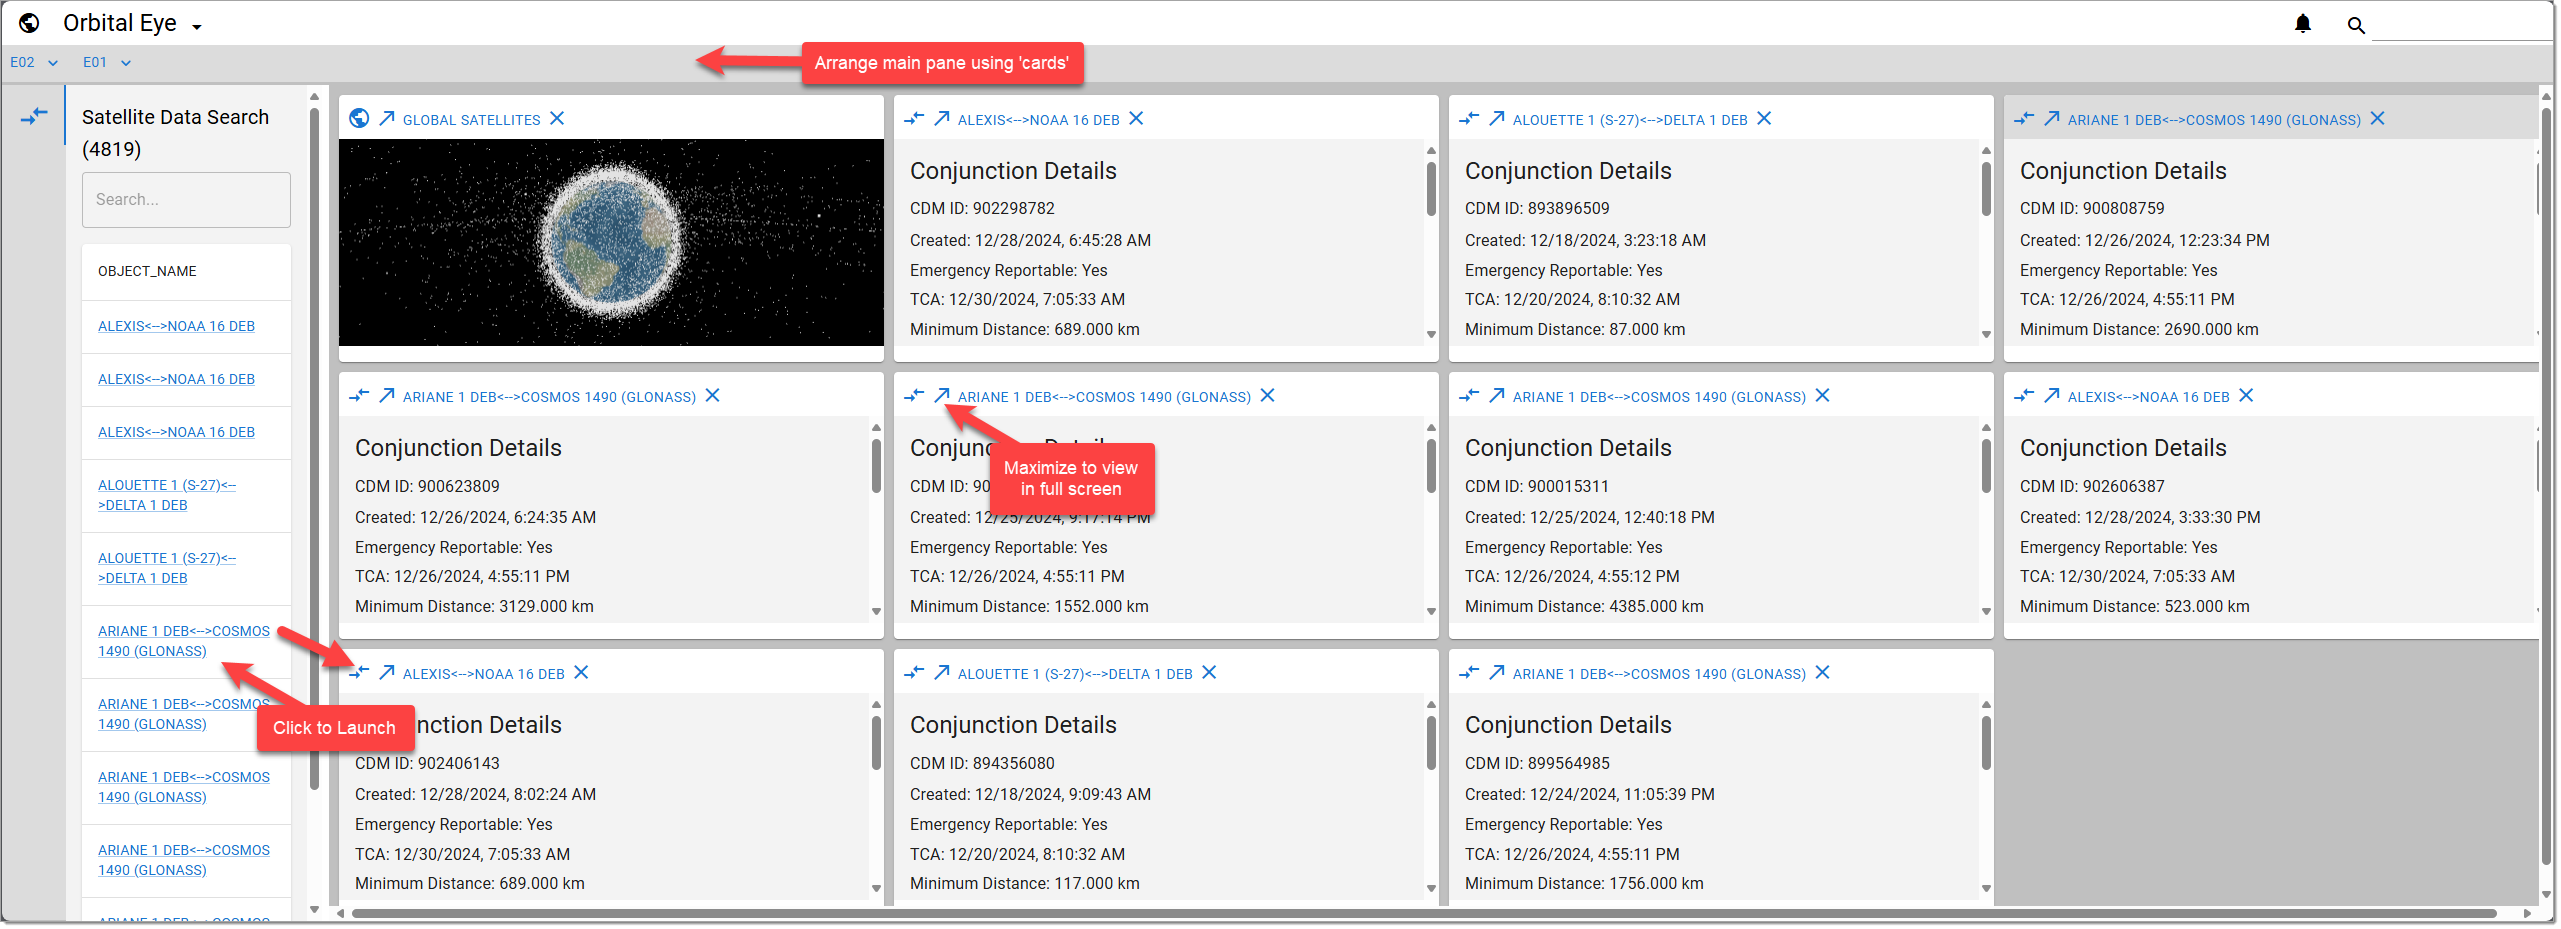 Orbital Eye
E02
E01
Arrange main pane using 'cards'
Satellite Data Search
(4819)
Search...
OBJECT_NAME
ALEXIS<-->NOAA 16 DEB
ALEXIS<-->NOAA 16 DEB
ALEXIS<-->NOAA 16 DEB
ALOUETTE 1 (S-27)<--
>DELTA 1 DEB
ALOUETTE 1 (S-27)<--
>DELTA 1 DEB
ARIANE 1 DEB<-->COSMOS
1490 (GLONASS)
ARIANE 1 DEB<-->COSMOS
1490 (GLONASS)
ARIANE 1 DEB<-->COSMOS
1490 (GLONASS)
ARIANE 1 DEB<-->COSMOS
1490 (GLONASS)
ARIANE 1 DEB<-->COSMOS
Click to Launch
GLOBAL SATELLITES
ALEXIS<-->NOAA 16 DEB
Conjunction Details
CDM ID: 902298782
Created: 12/28/2024, 6:45:28 AM
Emergency Reportable: Yes
TCA: 12/30/2024, 7:05:33 AM
Minimum Distance: 689.000 km
ALOUETTE 1 (S-27)<-->DELTA 1 DEB
Conjunction Details
CDM ID: 893896509
Created: 12/18/2024, 3:23:18 AM
Emergency Reportable: Yes
TCA: 12/20/2024, 8:10:32 AM
Minimum Distance: 87.000 km
ARIANE 1 DEB<-->COSMOS 1490 (GLONASS)
Conjunction Details
CDM ID: 900808759
Created: 12/26/2024, 12:23:34 PM
Emergency Reportable: Yes
TCA: 12/26/2024, 4:55:11 PM
Minimum Distance: 2690.000 km
ARIANE 1 DEB<-->COSMOS 1490 (GLONASS)
Conjunction Details
CDM ID: 900623809
Created: 12/26/2024, 6:24:35 AM
Emergency Reportable: Yes
TCA: 12/26/2024, 4:55:11 PM
Minimum Distance: 3129.000 km
ARIANE 1 DEB<-->COSMOS 1490 (GLONASS)
Maximize to view
in full screen
CDM ID: 90
Created: 12/25/2024, 9:17:14 PM
Emergency Reportable: Yes
TCA: 12/26/2024, 4:55:11 PM
Minimum Distance: 1552.000 km
ARIANE 1 DEB<-->COSMOS 1490 (GLONASS)
Conjunction Details
CDM ID: 900015311
Created: 12/25/2024, 12:40:18 PM
Emergency Reportable: Yes
TCA: 12/26/2024, 4:55:12 PM
Minimum Distance: 4385.000 km
ALEXIS<-->NOAA 16 DEB
Conjunction Details
CDM ID: 902606387
Created: 12/28/2024, 3:33:30 PM
Emergency Reportable: Yes
TCA: 12/30/2024, 7:05:33 AM
Minimum Distance: 523.000 km
ALEXIS<-->NOAA 16 DEB
nction Details
CDM ID: 902406143
Created: 12/28/2024, 8:02:24 AM
Emergency Reportable: Yes
TCA: 12/30/2024, 7:05:33 AM
Minimum Distance: 689.000 km
ALOUETTE 1 (S-27)<-->DELTA 1 DEB
Conjunction Details
CDM ID: 894356080
Created: 12/18/2024, 9:09:43 AM
Emergency Reportable: Yes
TCA: 12/20/2024, 8:10:32 AM
Minimum Distance: 117.000 km
ARIANE 1 DEB<-->COSMOS 1490 (GLONASS)
Conjunction Details
CDM ID: 899564985
Created: 12/24/2024, 11:05:39 PM
Emergency Reportable: Yes
TCA: 12/26/2024, 4:55:11 PM
Minimum Distance: 1756.000 km